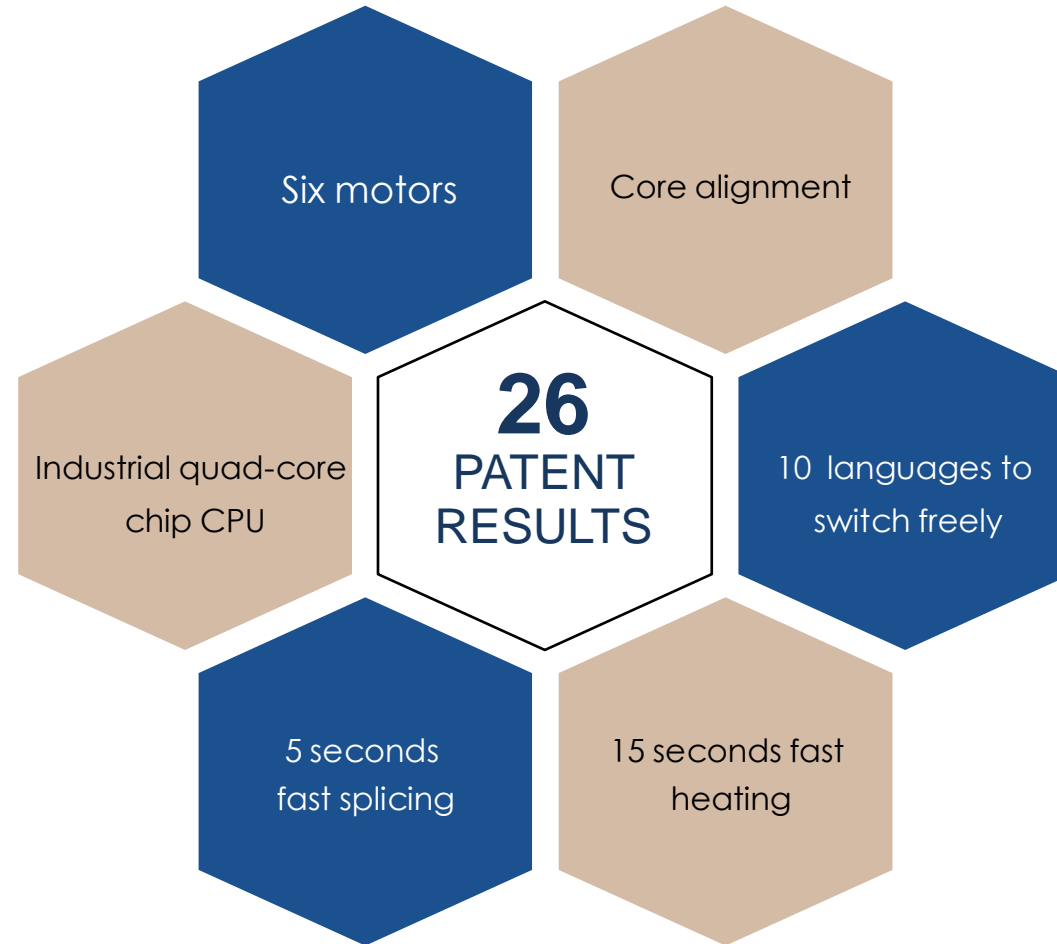 Six motors
Core alignment
Industrial quad-core
chip CPU
26
PATENT
RESULTS
10 languages to
switch freely
5 seconds
fast splicing
15 seconds fast
heating